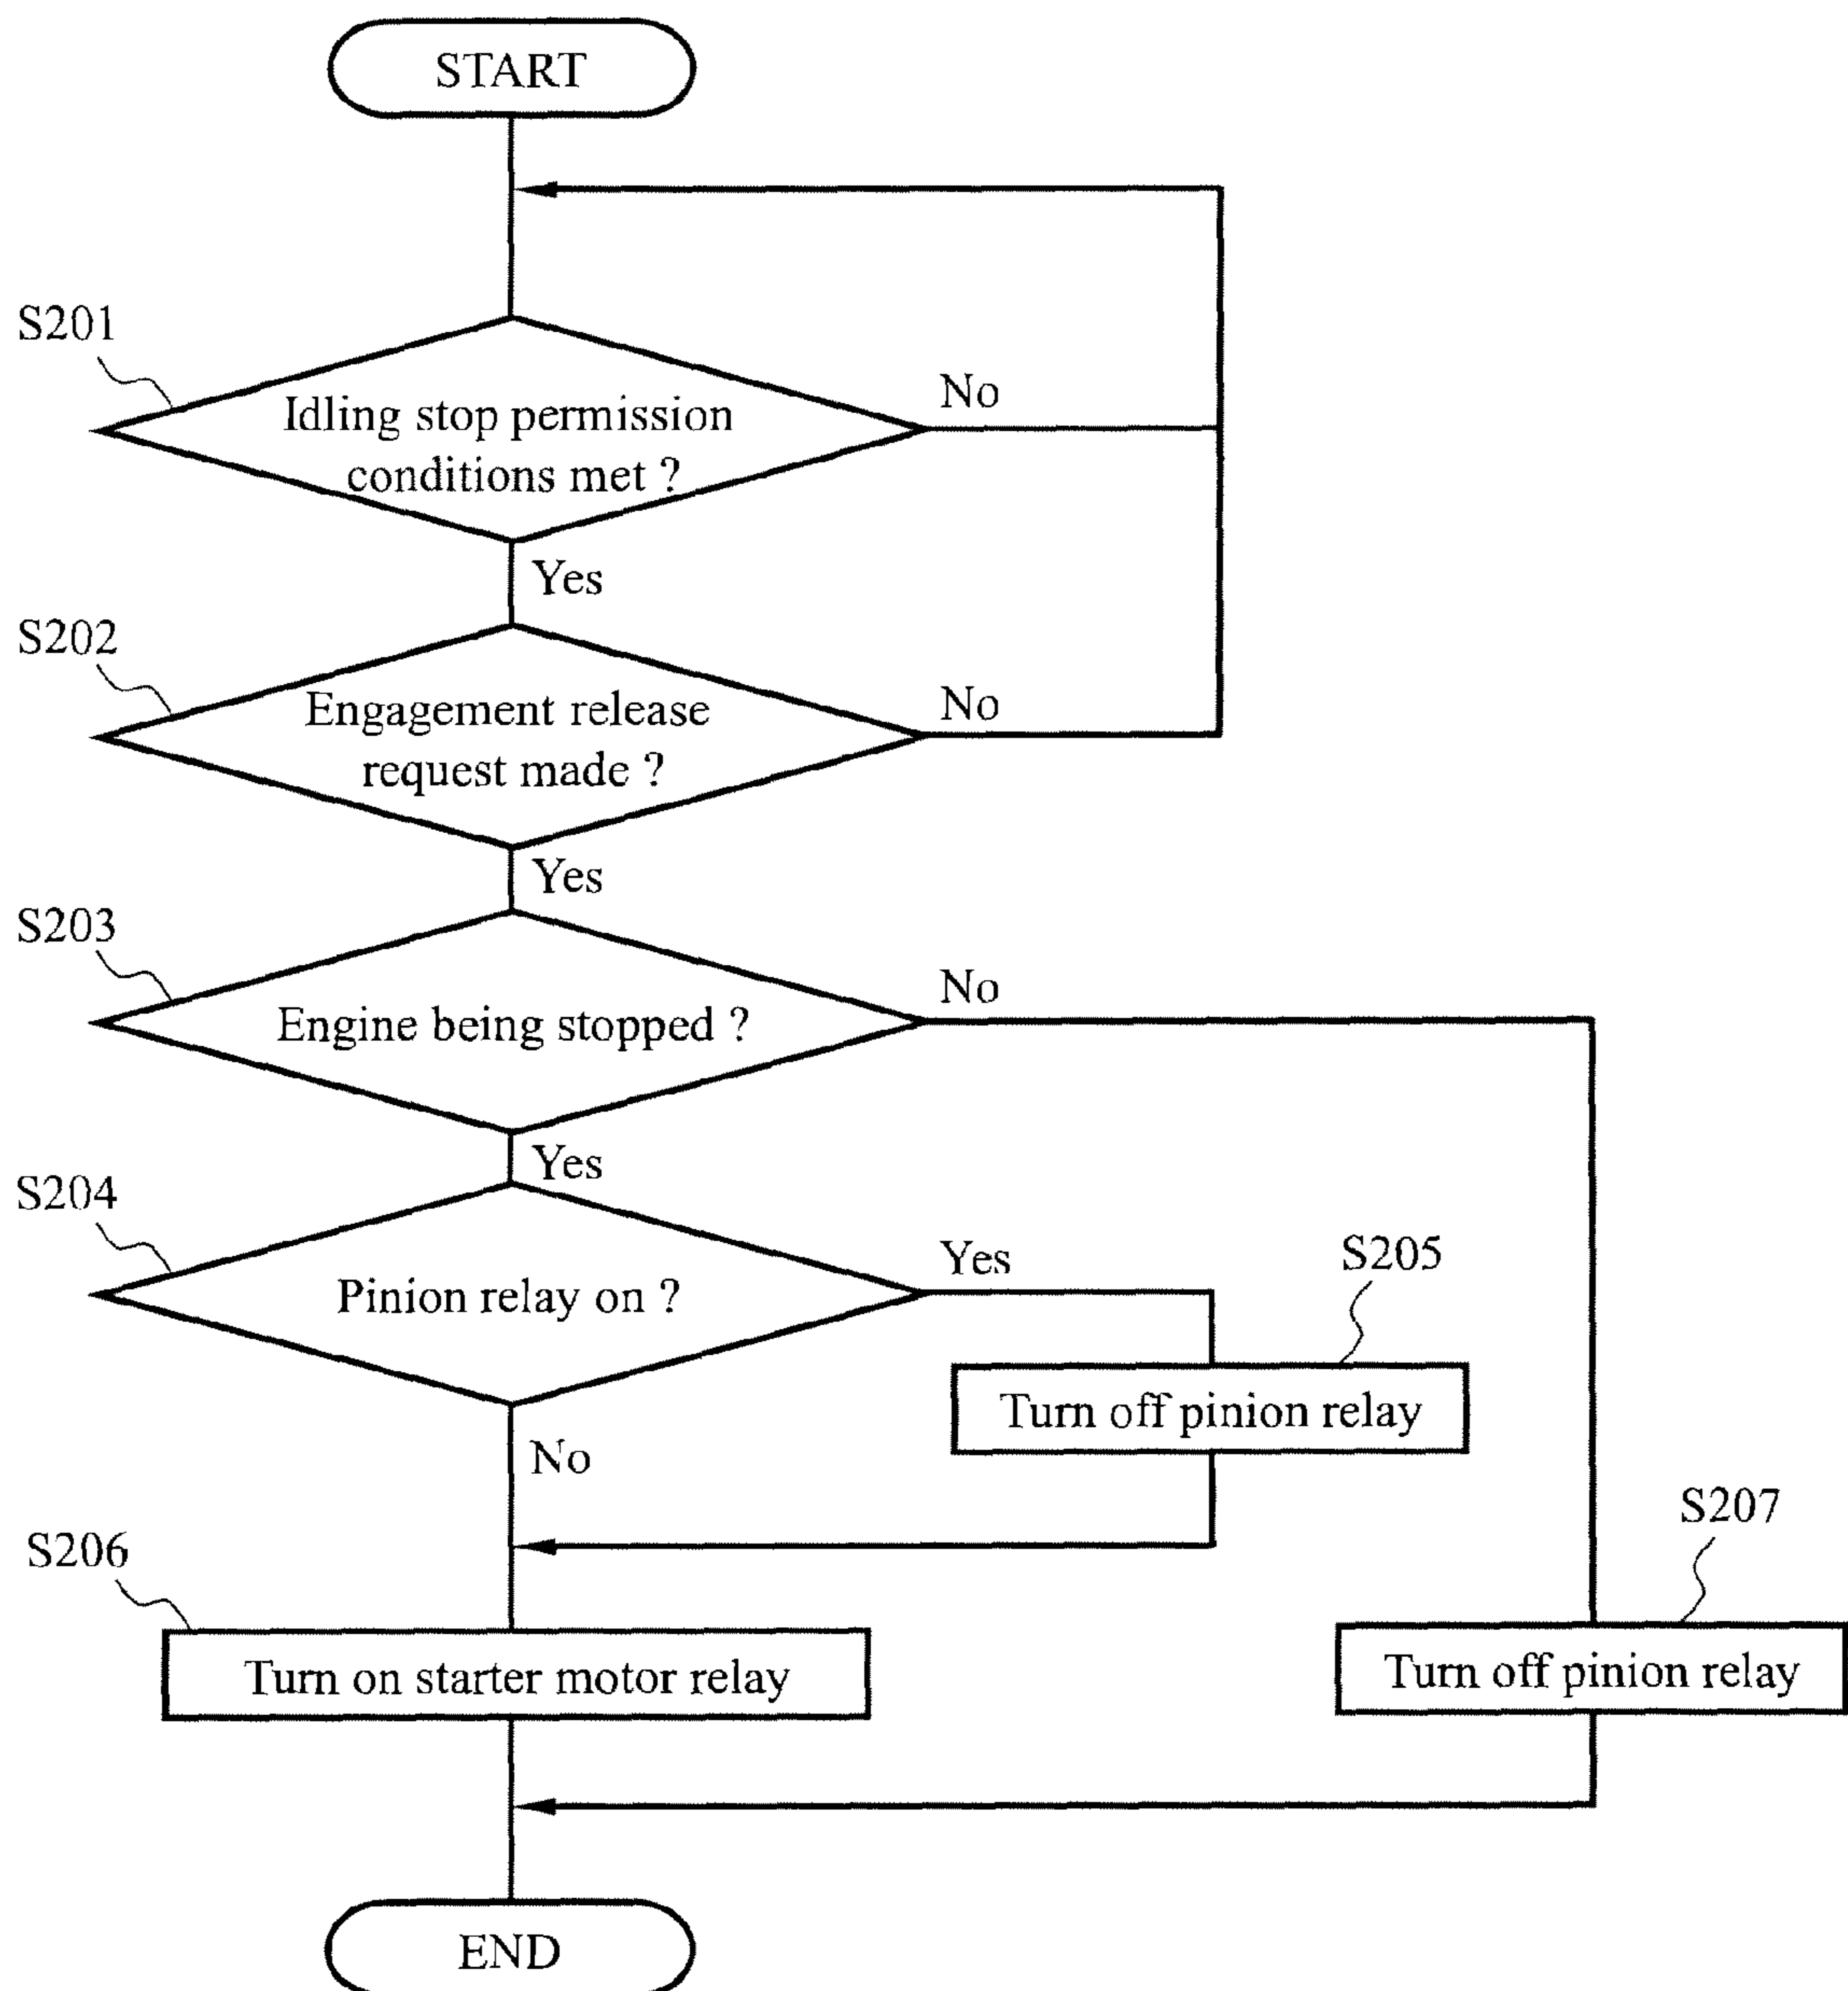 START
S201
Idling stop permission
conditions met ?
No
Yes
S202
Engagement release
request made ?
No
Yes
S203
Engine being stopped ?
No
Yes
S204
Pinion relay on ?
Yes
S205
Turn off pinion relay
No
S206
Turn on starter motor relay
S207
Turn off pinion relay
END